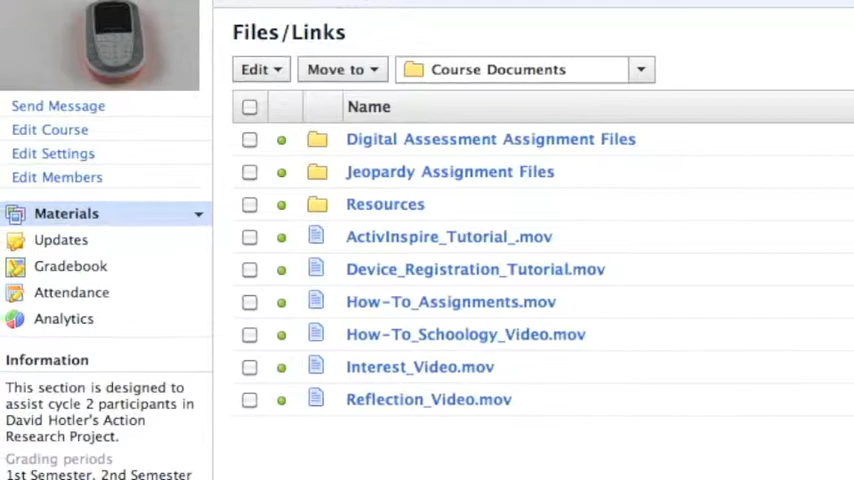 Files/Links
Edit
Move to
Course Documents
Name
Digital Assessment Assignment Files
Jeopardy Assignment Files
Resources
ActivInspire_Tutorial_.mov
Device_Registration_Tutorial.mov
How-To_Assignments.mov
How-To_Schoology_Video.mov
Interest_Video.mov
Reflection_Video.mov
Send Message
Edit Course
Edit Settings
Edit Members
Materials
Updates
Gradebook
Attendance
Analytics
Information
This section is designed to
assist cycle 2 participants in
David Hotler's Action
Research Project.
Grading periods
1st Semester, 2nd Semester